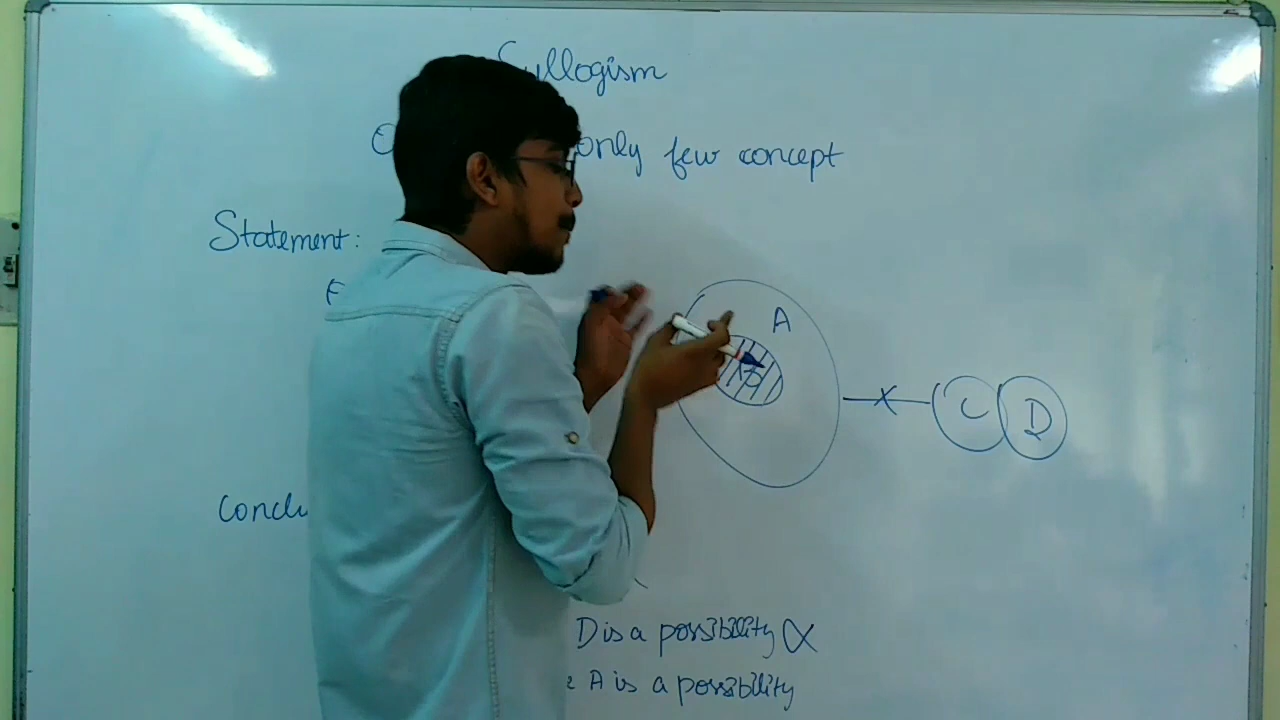 Syllogism
only few concept
Statement:
A
B
C D
Conclu
D is a possibility
A is a possibility